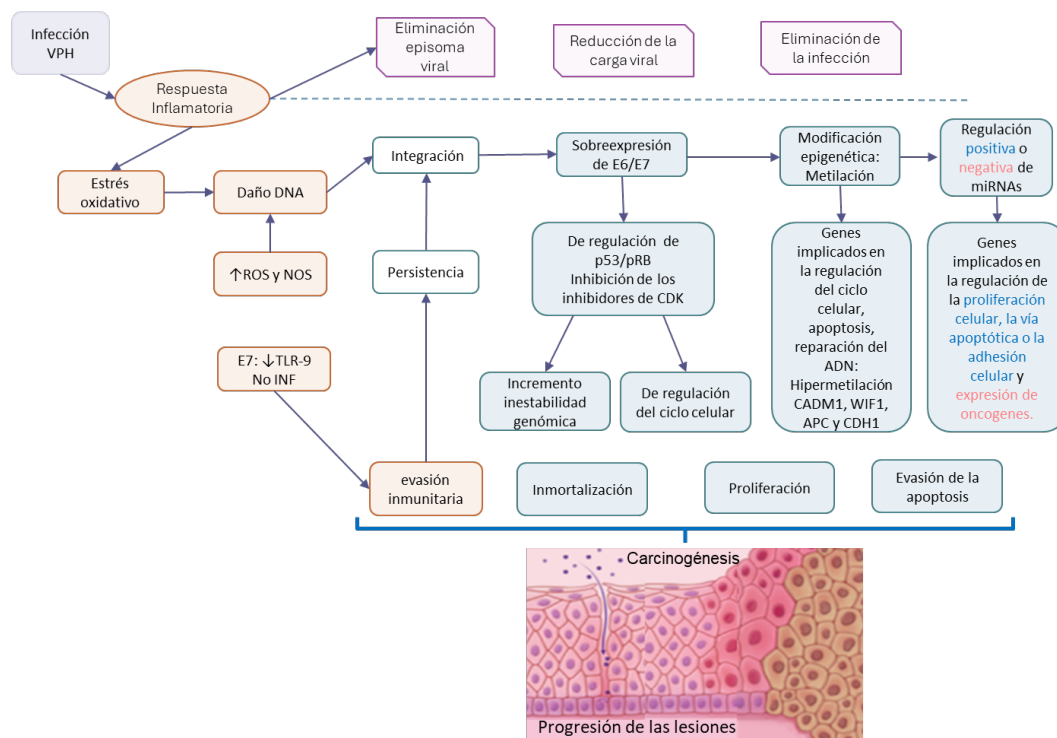 Infección
VPH
Eliminación
episoma
viral
Reducción de la
carga viral
Eliminación de
la infección
Respuesta
Inflamatoria
Estrés
oxidativo
Daño DNA
Integración
Sobreexpresión
de E6/E7
Modificación
epigenética:
Metilación
Regulación
positiva o
negativa de
miRNAs
↑ROS y NOS
Persistencia
De regulación de
p53/pRB
Inhibición de los
inhibidores de CDK
Genes
implicados en
la regulación
del ciclo
celular,
apoptosis,
reparación del
ADN:
Hipermetilación
CADM1, WIF1,
APC y CDH1
Genes
implicados en
la regulación de
la proliferación
celular, la vía
apoptótica o la
adhesión
celular y
expresión de
oncogenes.
E7: ↓TLR-9
No INF
Incremento
inestabilidad
genómica
De regulación
del ciclo celular
evasión
inmunitaria
Inmortalización
Proliferación
Evasión de la
apoptosis
Carcinogénesis
Progresión de las lesiones